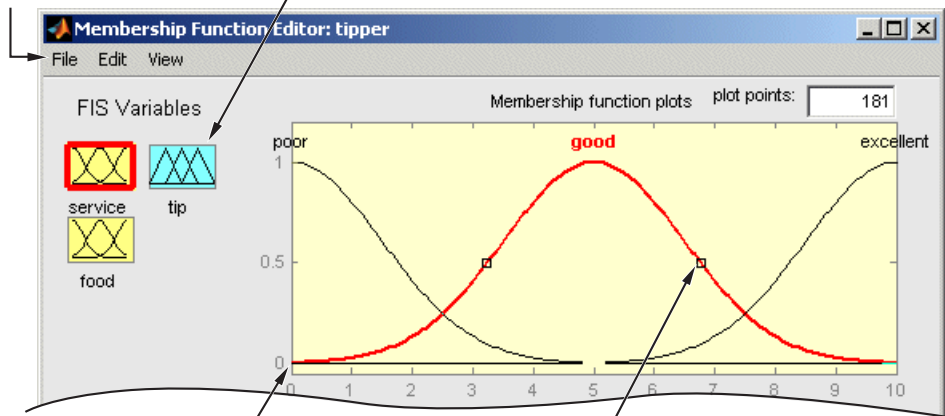 Membership Function Editor: tipper
File Edit View
FIS Variables
Membership function plots plot points: 181
poor good excellent
service tip
food
1
0.5
0
0 1 2 3 4 5 6 7 8 9 10